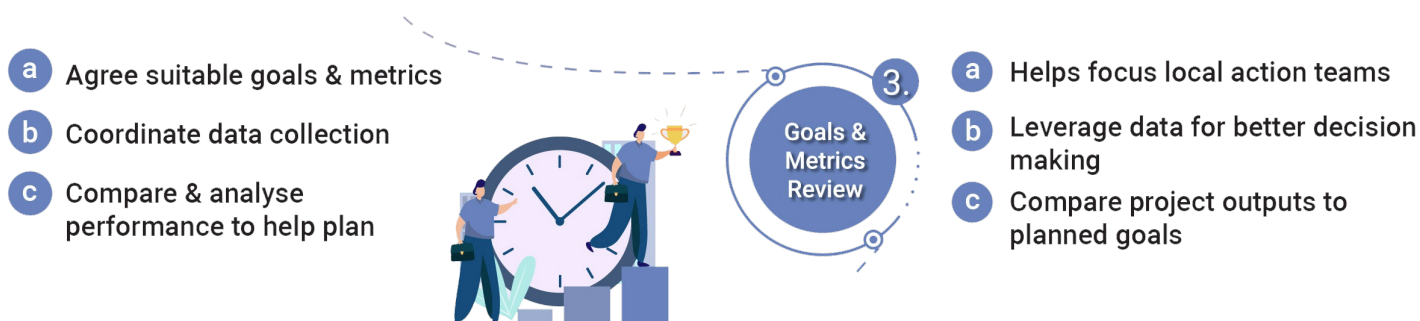 a Agree suitable goals & metrics
b Coordinate data collection
c Compare & analyse
performance to help plan
3.
Goals &
Metrics
Review
a Helps focus local action teams
b Leverage data for better decision
making
c Compare project outputs to
planned goals